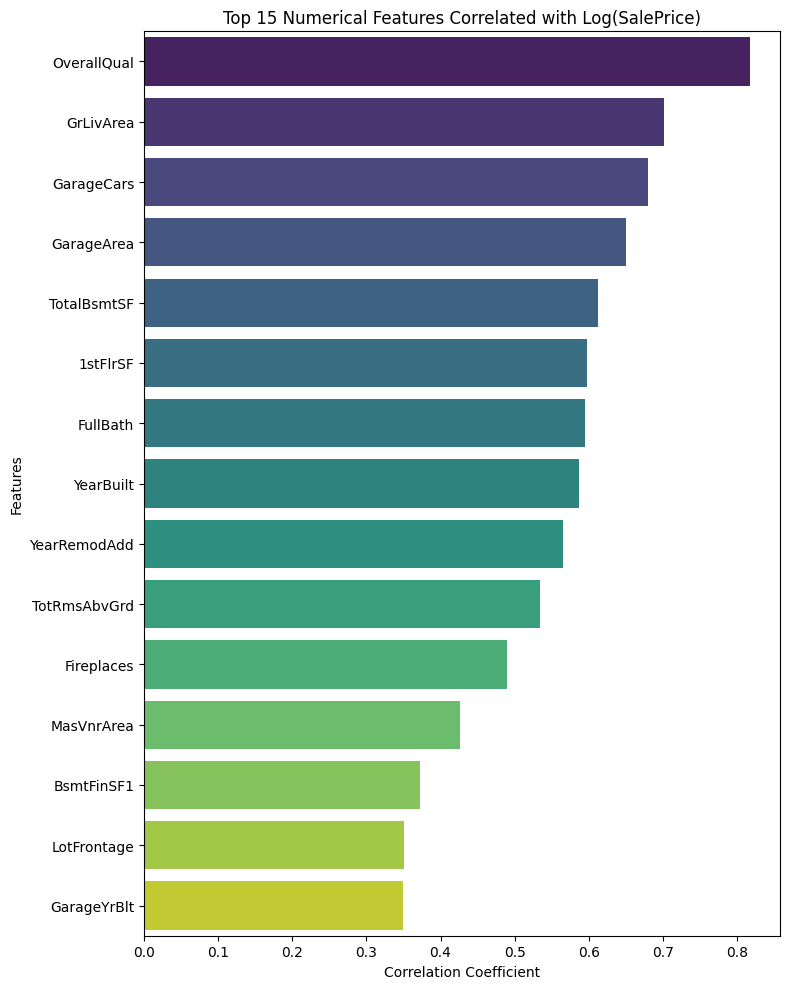 Top 15 Numerical Features Correlated with Log(SalePrice)
OverallQual
GrLivArea
GarageCars
GarageArea
TotalBsmtSF
1stFlrSF
FullBath
YearBuilt
YearRemodAdd
TotRmsAbvGrd
Fireplaces
MasVnrArea
BsmtFinSF1
LotFrontage
GarageYrBlt
Features
0.0 0.1 0.2 0.3 0.4 0.5 0.6 0.7 0.8
Correlation Coefficient